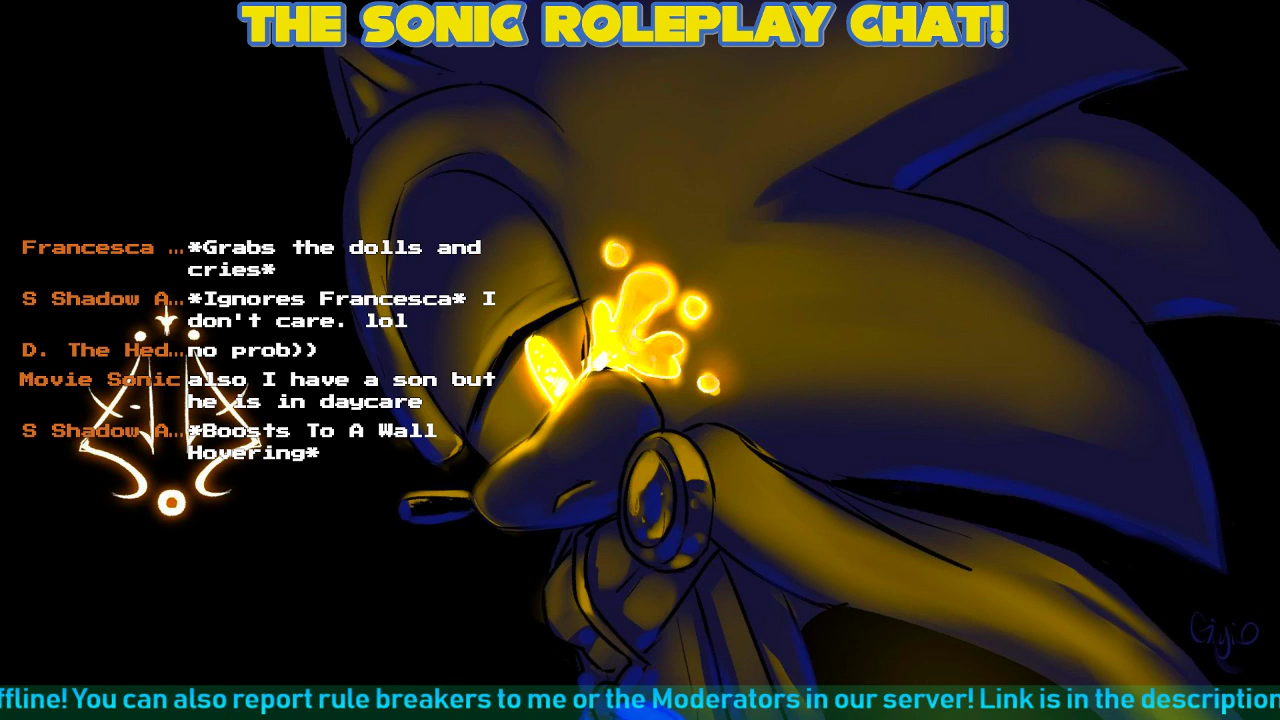 THE SONIC ROLEPLAY CHAT!
Francesca …*Grabs the dolls and
cries*
S Shadow A…*Ignores Francesca* I
don't care. lol
D. The Hed…no prob))
Movie Sonic also I have a son but
he is in daycare
S Shadow A…*Boosts To A Wall
Hovering*
GigiO
ffline! You can also report rule breakers to me or the Moderators in our server! Link is in the description